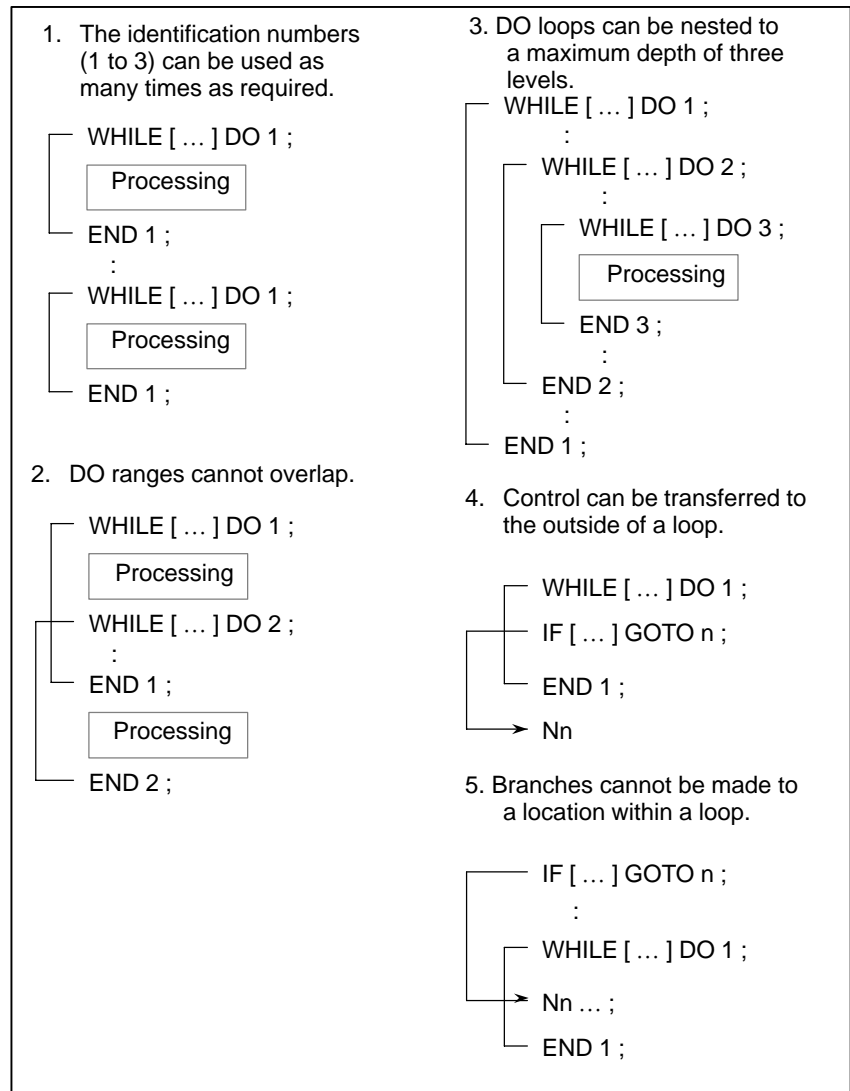 1. The identification numbers
(1 to 3) can be used as
many times as required.
WHILE [ … ] DO 1 ;
Processing
END 1 ;
:
WHILE [ … ] DO 1 ;
Processing
END 1 ;
2. DO ranges cannot overlap.
WHILE [ … ] DO 1 ;
Processing
WHILE [ … ] DO 2 ;
:
END 1 ;
Processing
END 2 ;
3. DO loops can be nested to
a maximum depth of three
levels.
WHILE [ … ] DO 1 ;
:
WHILE [ … ] DO 2 ;
:
WHILE [ … ] DO 3 ;
Processing
END 3 ;
:
END 2 ;
:
END 1 ;
4. Control can be transferred to
the outside of a loop.
WHILE [ … ] DO 1 ;
IF [ … ] GOTO n ;
END 1 ;
Nn
5. Branches cannot be made to
a location within a loop.
IF [ … ] GOTO n ;
:
WHILE [ … ] DO 1 ;
Nn … ;
END 1 ;